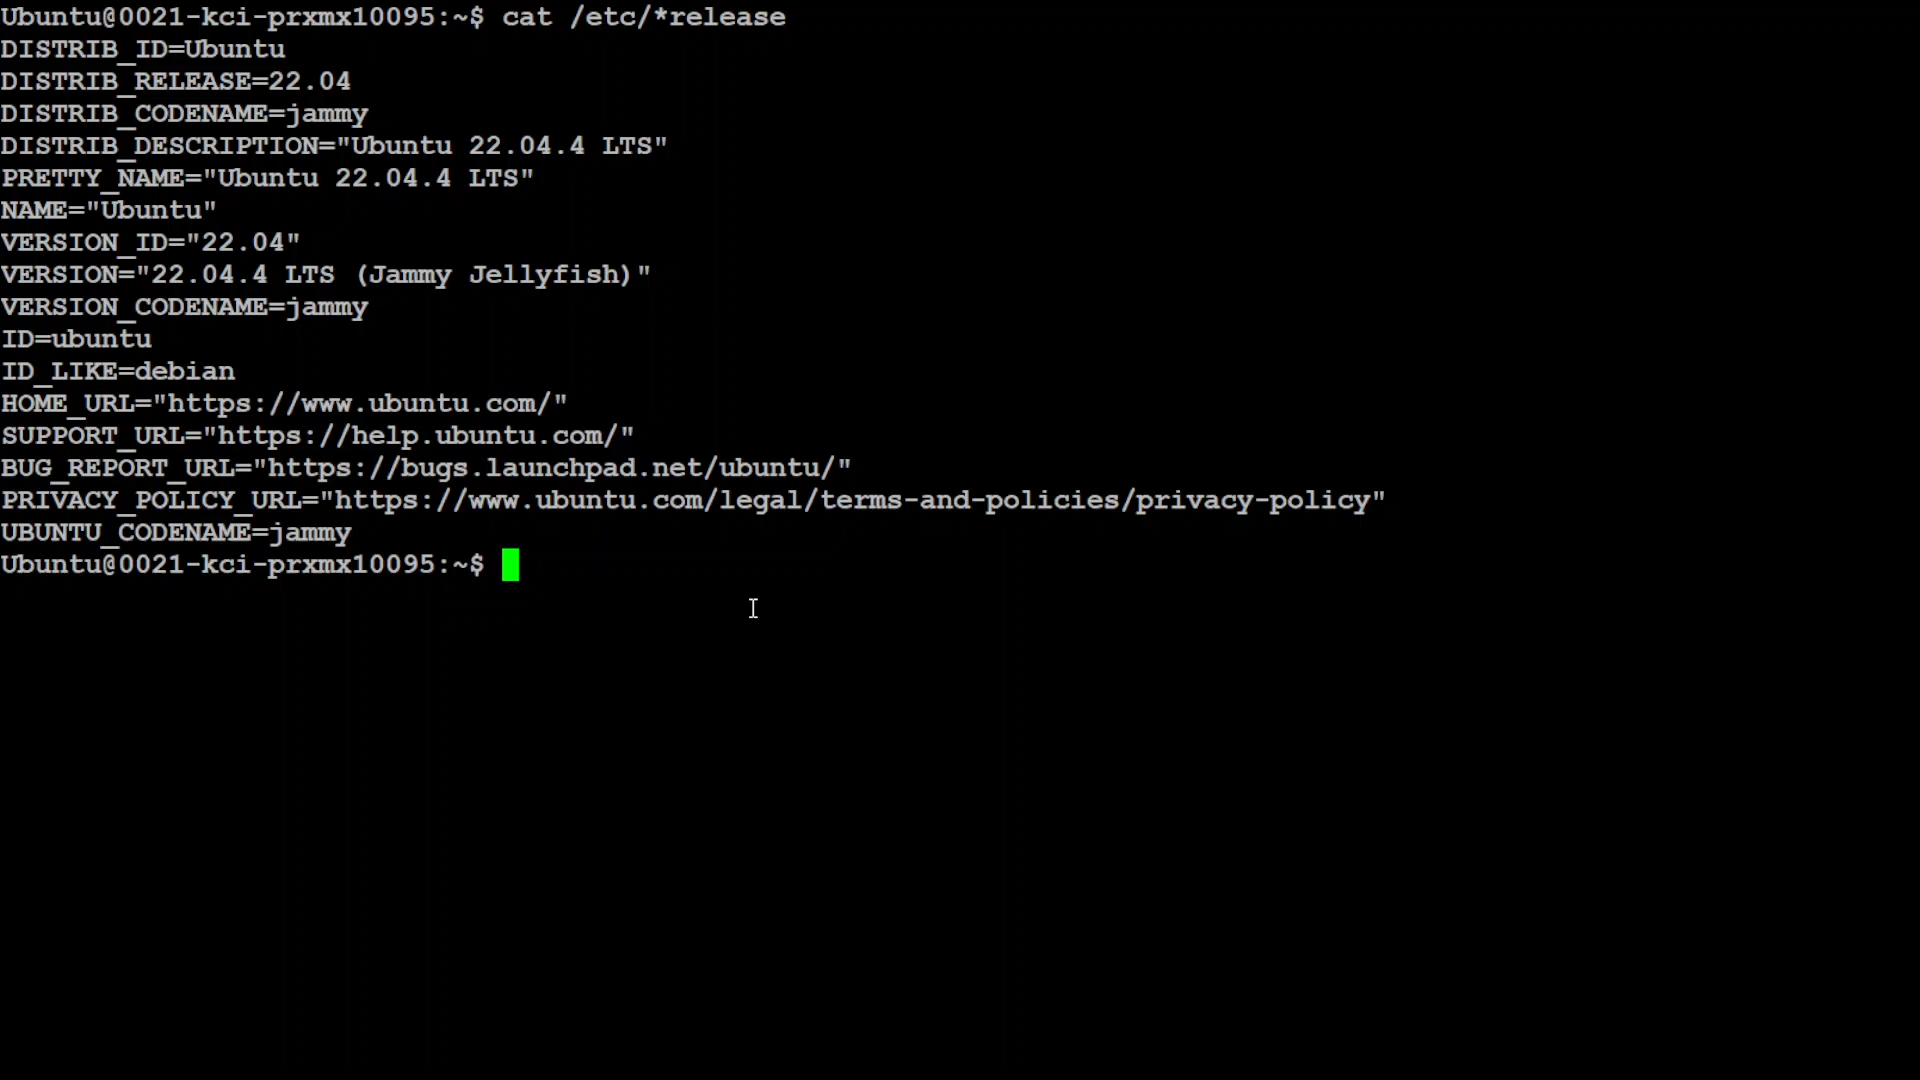 Ubuntu@0021-kci-prxmx10095:~$ cat /etc/*release
DISTRIB_ID=Ubuntu
DISTRIB_RELEASE=22.04
DISTRIB_CODENAME=jammy
DISTRIB_DESCRIPTION="Ubuntu 22.04.4 LTS"
PRETTY_NAME="Ubuntu 22.04.4 LTS"
NAME="Ubuntu"
VERSION_ID="22.04"
VERSION="22.04.4 LTS (Jammy Jellyfish)"
VERSION_CODENAME=jammy
ID=ubuntu
ID_LIKE=debian
HOME_URL="https://www.ubuntu.com/"
SUPPORT_URL="https://help.ubuntu.com/"
BUG_REPORT_URL="https://bugs.launchpad.net/ubuntu/"
PRIVACY_POLICY_URL="https://www.ubuntu.com/legal/terms-and-policies/privacy-policy"
UBUNTU_CODENAME=jammy
Ubuntu@0021-kci-prxmx10095:~$